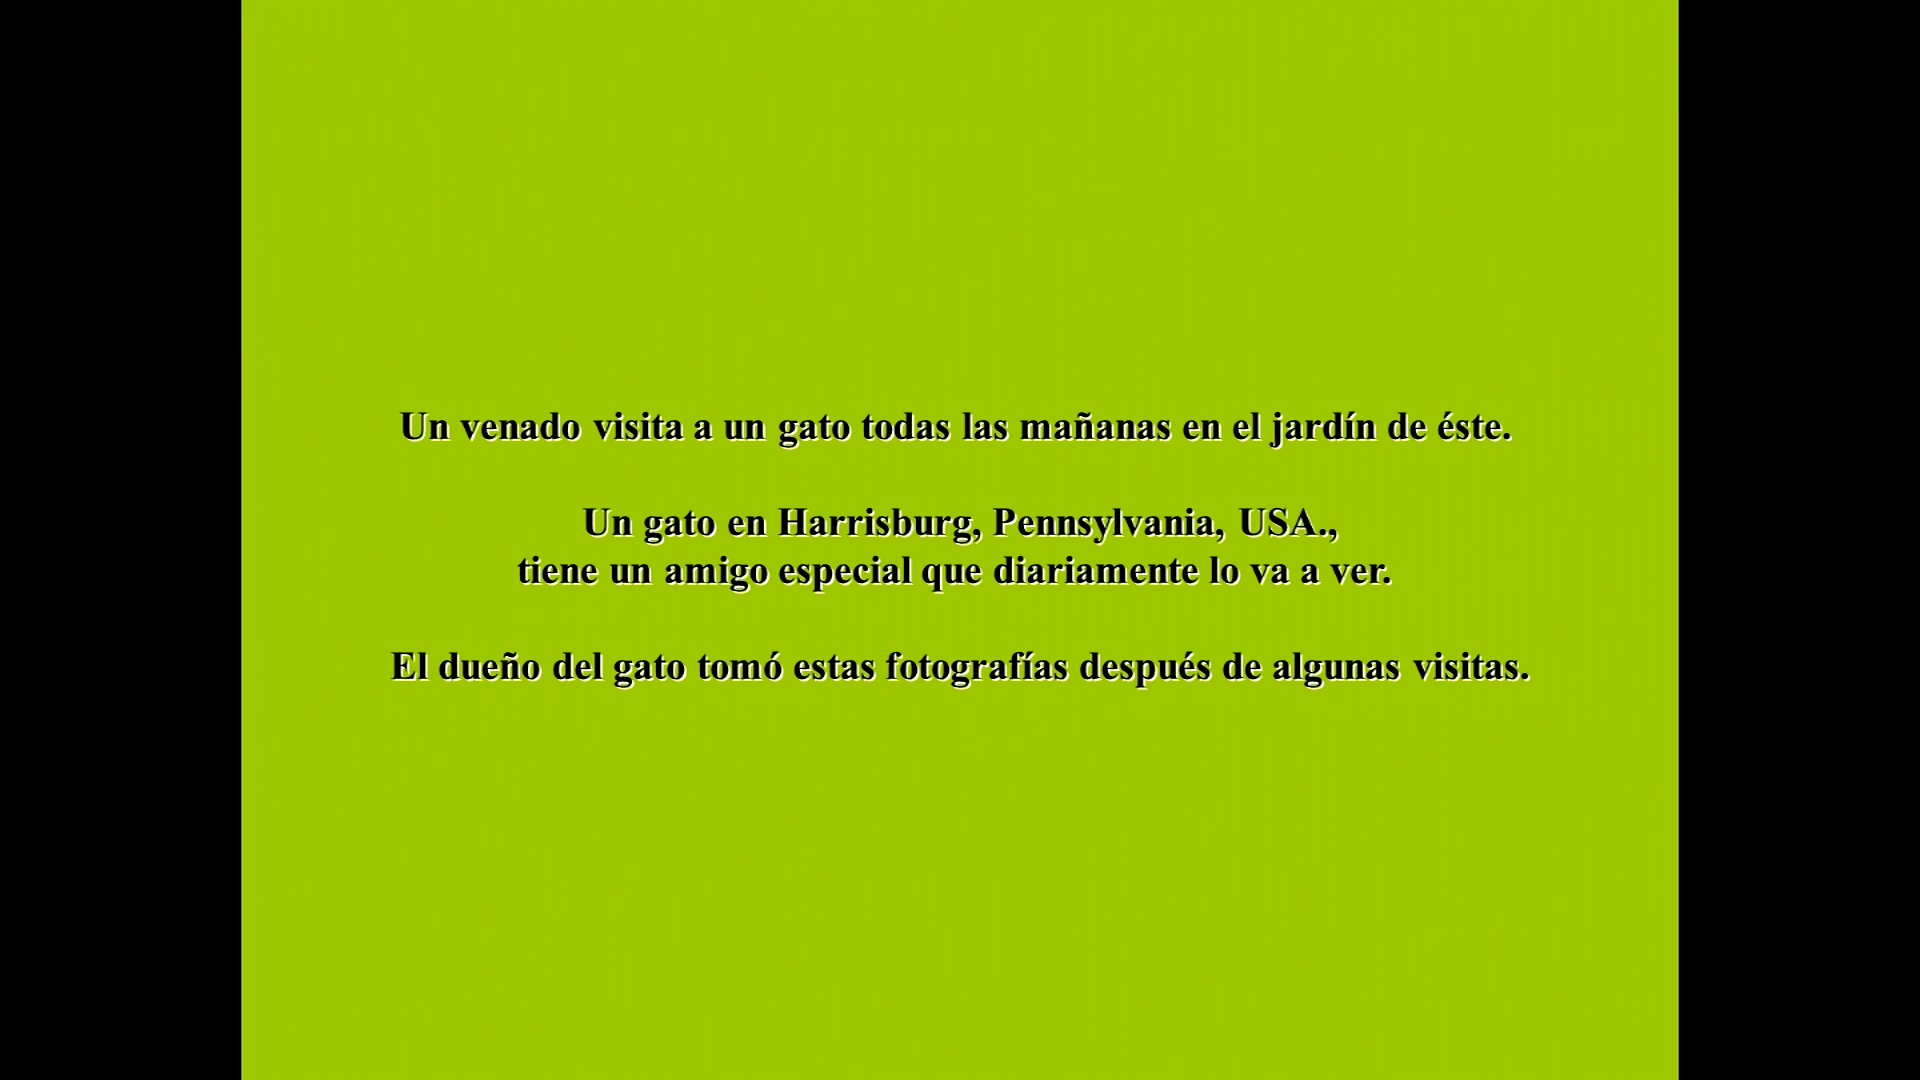 Un venado visita a un gato todas las mañanas en el jardín de éste.
Un gato en Harrisburg, Pennsylvania, USA.,
tiene un amigo especial que diariamente lo va a ver.
El dueño del gato tomó estas fotografías después de algunas visitas.